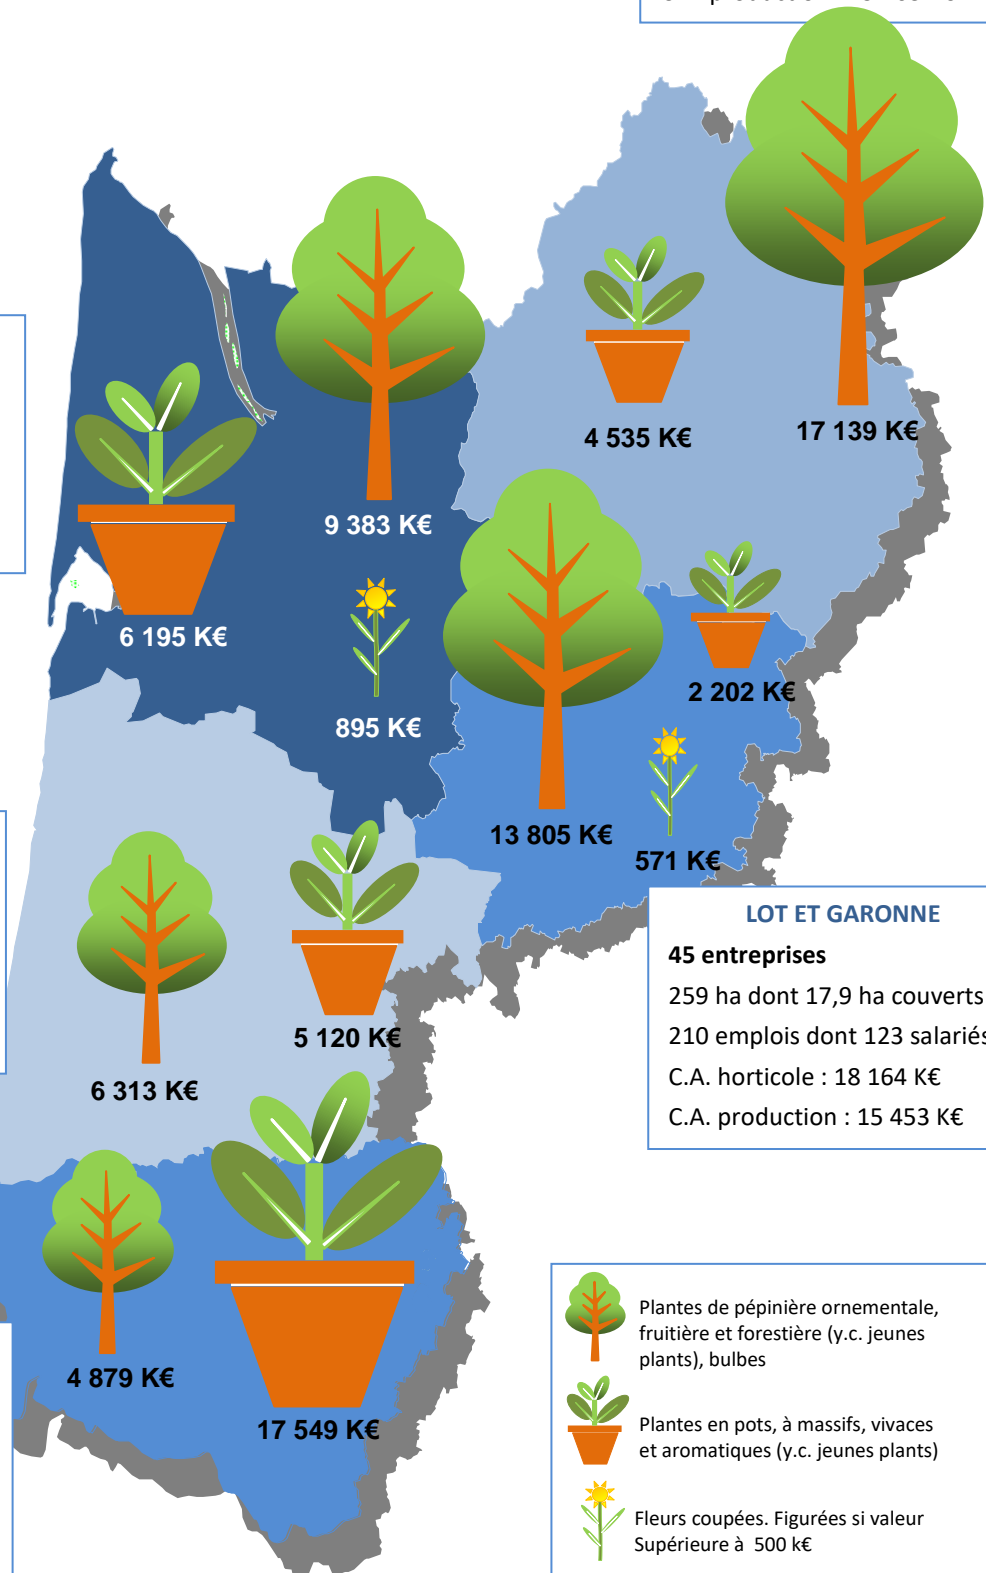 4 535 K€
17 139 K€
9 383 K€
6 195 K€
2 202 K€
895 K€
13 805 K€
571 K€
LOT ET GARONNE
45 entreprises
259 ha dont 17,9 ha couverts
210 emplois dont 123 salariés
C.A. horticole : 18 164 K€
C.A. production : 15 453 K€
5 120 K€
6 313 K€
4 879 K€
17 549 K€
Plantes de pépinière ornementale,
fruitière et forestière (y.c. jeunes
plants), bulbes
Plantes en pots, à massifs, vivaces
et aromatiques (y.c. jeunes plants)
Fleurs coupées. Figurées si valeur
Supérieure à 500 k€